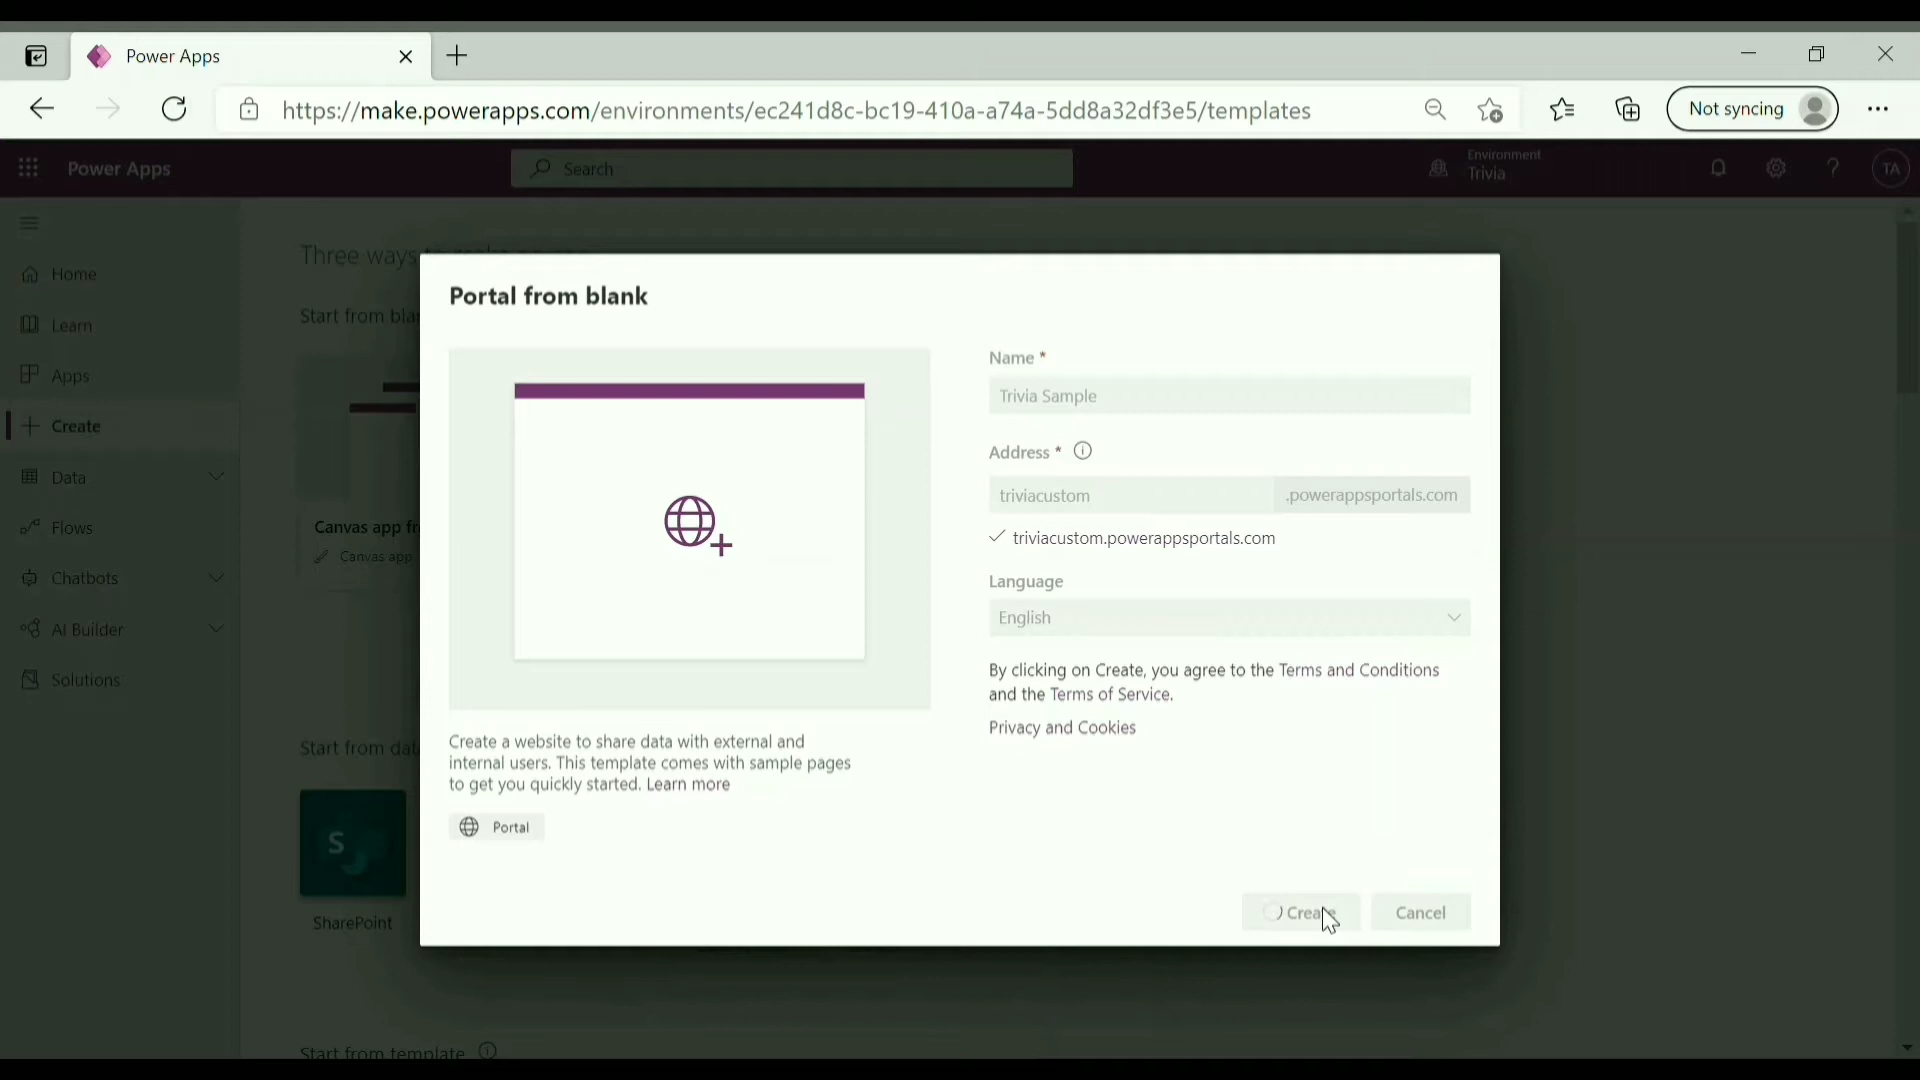 Power Apps
https://make.powerapps.com/environments/ec241d8c-bc19-410a-a74a-5dd8a32df3e5/templates
Not syncing
Power Apps
Search
Environment
Trivia
TA
Three ways
Home
Learn
Apps
Create
Data
Flows
Chatbots
AI Builder
Solutions
Start from
Canvas app
Canvas app
Start from
S
SharePoint
Start from template
Portal from blank
Create a website to share data with external and
internal users. This template comes with sample pages
to get you quickly started. Learn more
Portal
Name *
Trivia Sample
Address *
triviacustom
.powerappsportals.com
triviacustom.powerappsportals.com
Language
English
By clicking on Create, you agree to the Terms and Conditions
and the Terms of Service.
Privacy and Cookies
Create
Cancel